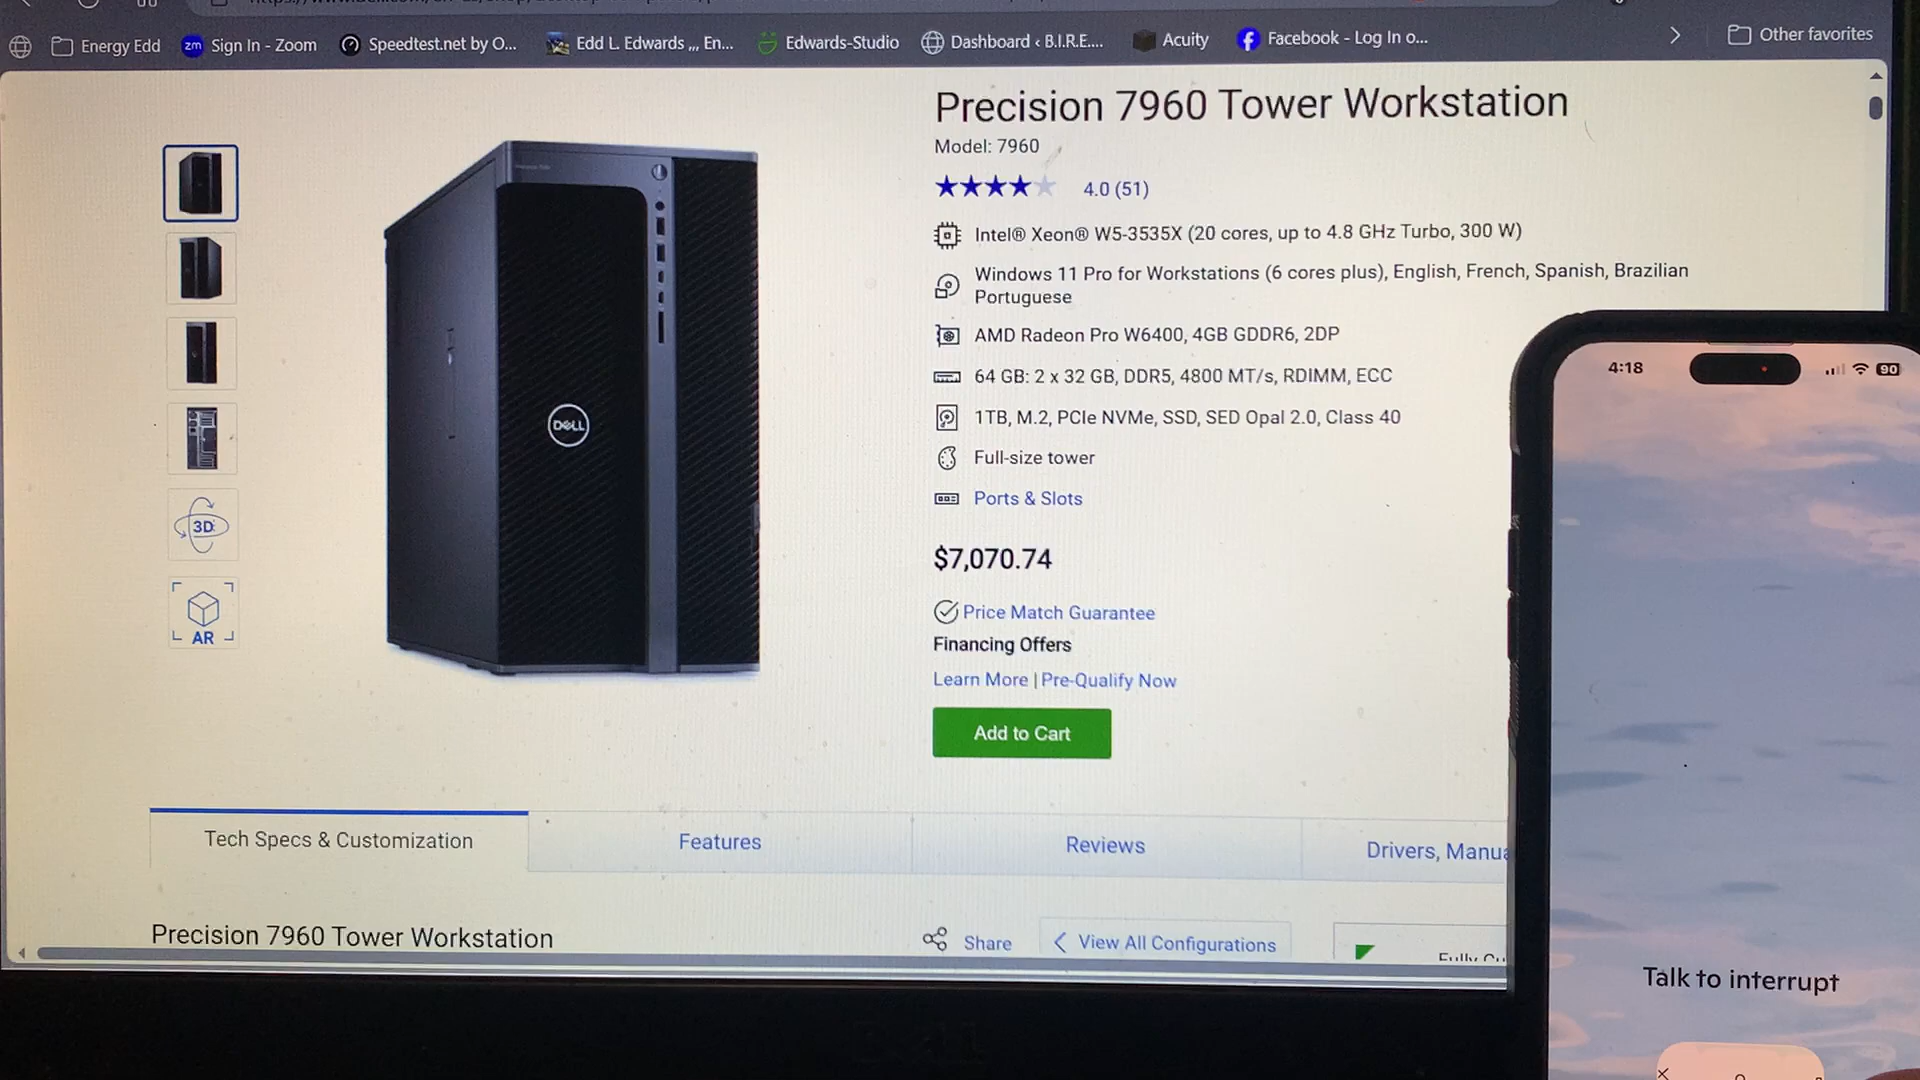 Energy Edd
zm Sign In - Zoom
Speedtest.net by O...
Edd L. Edwards ,,, En...
Edwards-Studio
Dashboard ‹ B.I.R.E....
Acuity
Facebook - Log In o...
Other favorites
Precision 7960 Tower Workstation
Model: 7960
4.0 (51)
Intel® Xeon® W5-3535X (20 cores, up to 4.8 GHz Turbo, 300 W)
Windows 11 Pro for Workstations (6 cores plus), English, French, Spanish, Brazilian
Portuguese
AMD Radeon Pro W6400, 4GB GDDR6, 2DP
64 GB: 2 x 32 GB, DDR5, 4800 MT/s, RDIMM, ECC
1TB, M.2, PCIe NVMe, SSD, SED Opal 2.0, Class 40
Full-size tower
Ports & Slots
$7,070.74
Price Match Guarantee
Financing Offers
Learn More | Pre-Qualify Now
Add to Cart
DELL
3D
AR
Tech Specs & Customization
Features
Reviews
Drivers, Manua
Precision 7960 Tower Workstation
Share
View All Configurations
4:18
90
Talk to interrupt